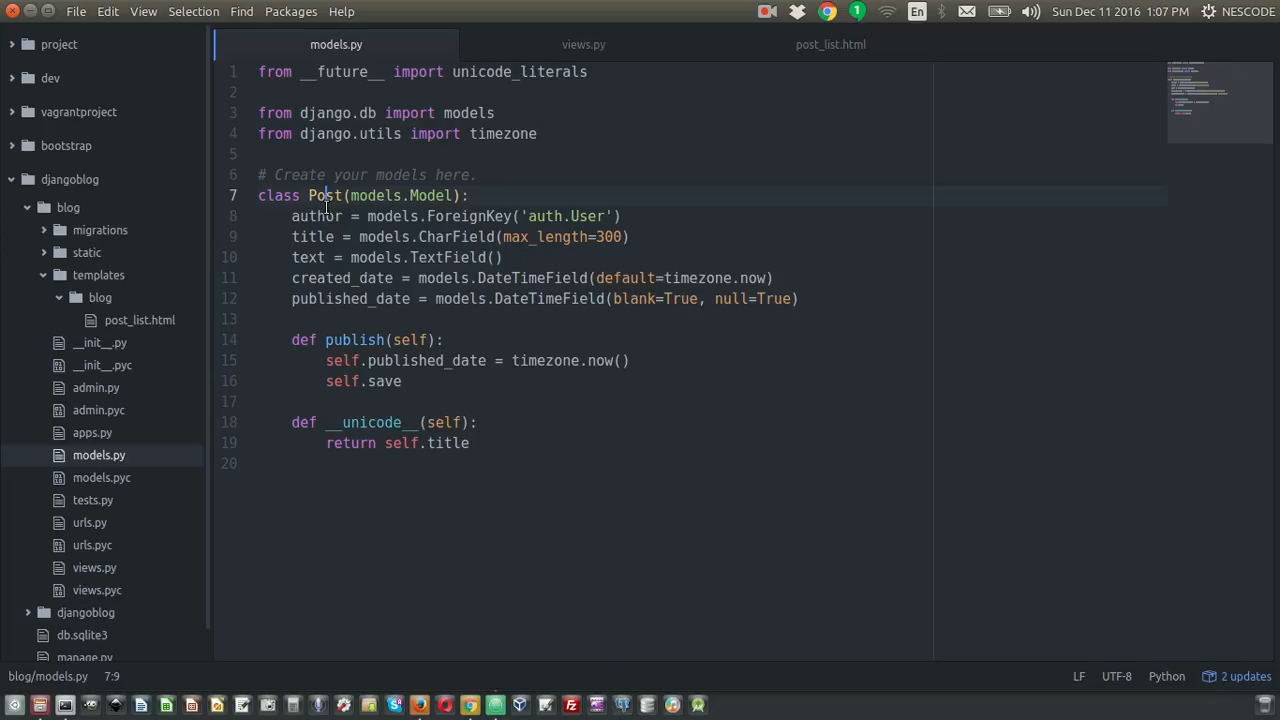 File Edit View Selection Find Packages Help
En 1 Sun Dec 11 2016 1:07 PM NESCODE
project
dev
vagrantproject
bootstrap
djangoblog
blog
migrations
static
templates
blog
post_list.html
__init__.py
__init__.pyc
admin.py
admin.pyc
apps.py
models.py
models.pyc
tests.py
urls.py
urls.pyc
views.py
views.pyc
djangoblog
db.sqlite3
manage.py
models.py views.py post_list.html
1 from __future__ import unicode_literals
2
3 from django.db import models
4 from django.utils import timezone
5
6 # Create your models here.
7 class Post(models.Model):
8     author = models.ForeignKey('auth.User')
9     title = models.CharField(max_length=300)
10     text = models.TextField()
11     created_date = models.DateTimeField(default=timezone.now)
12     published_date = models.DateTimeField(blank=True, null=True)
13
14     def publish(self):
15         self.published_date = timezone.now()
16         self.save
17
18     def __unicode__(self):
19         return self.title
20
blog/models.py 7:9 LF UTF-8 Python 2 updates